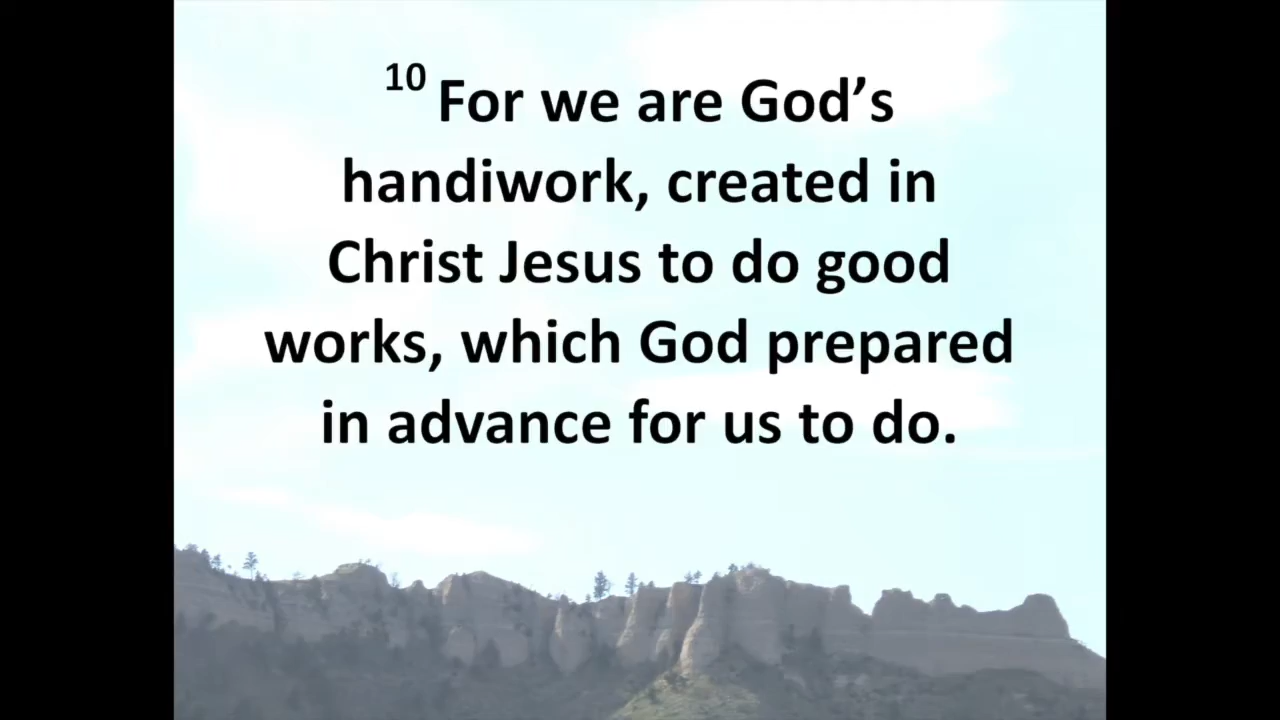 10 For we are God’s
handiwork, created in
Christ Jesus to do good
works, which God prepared
in advance for us to do.